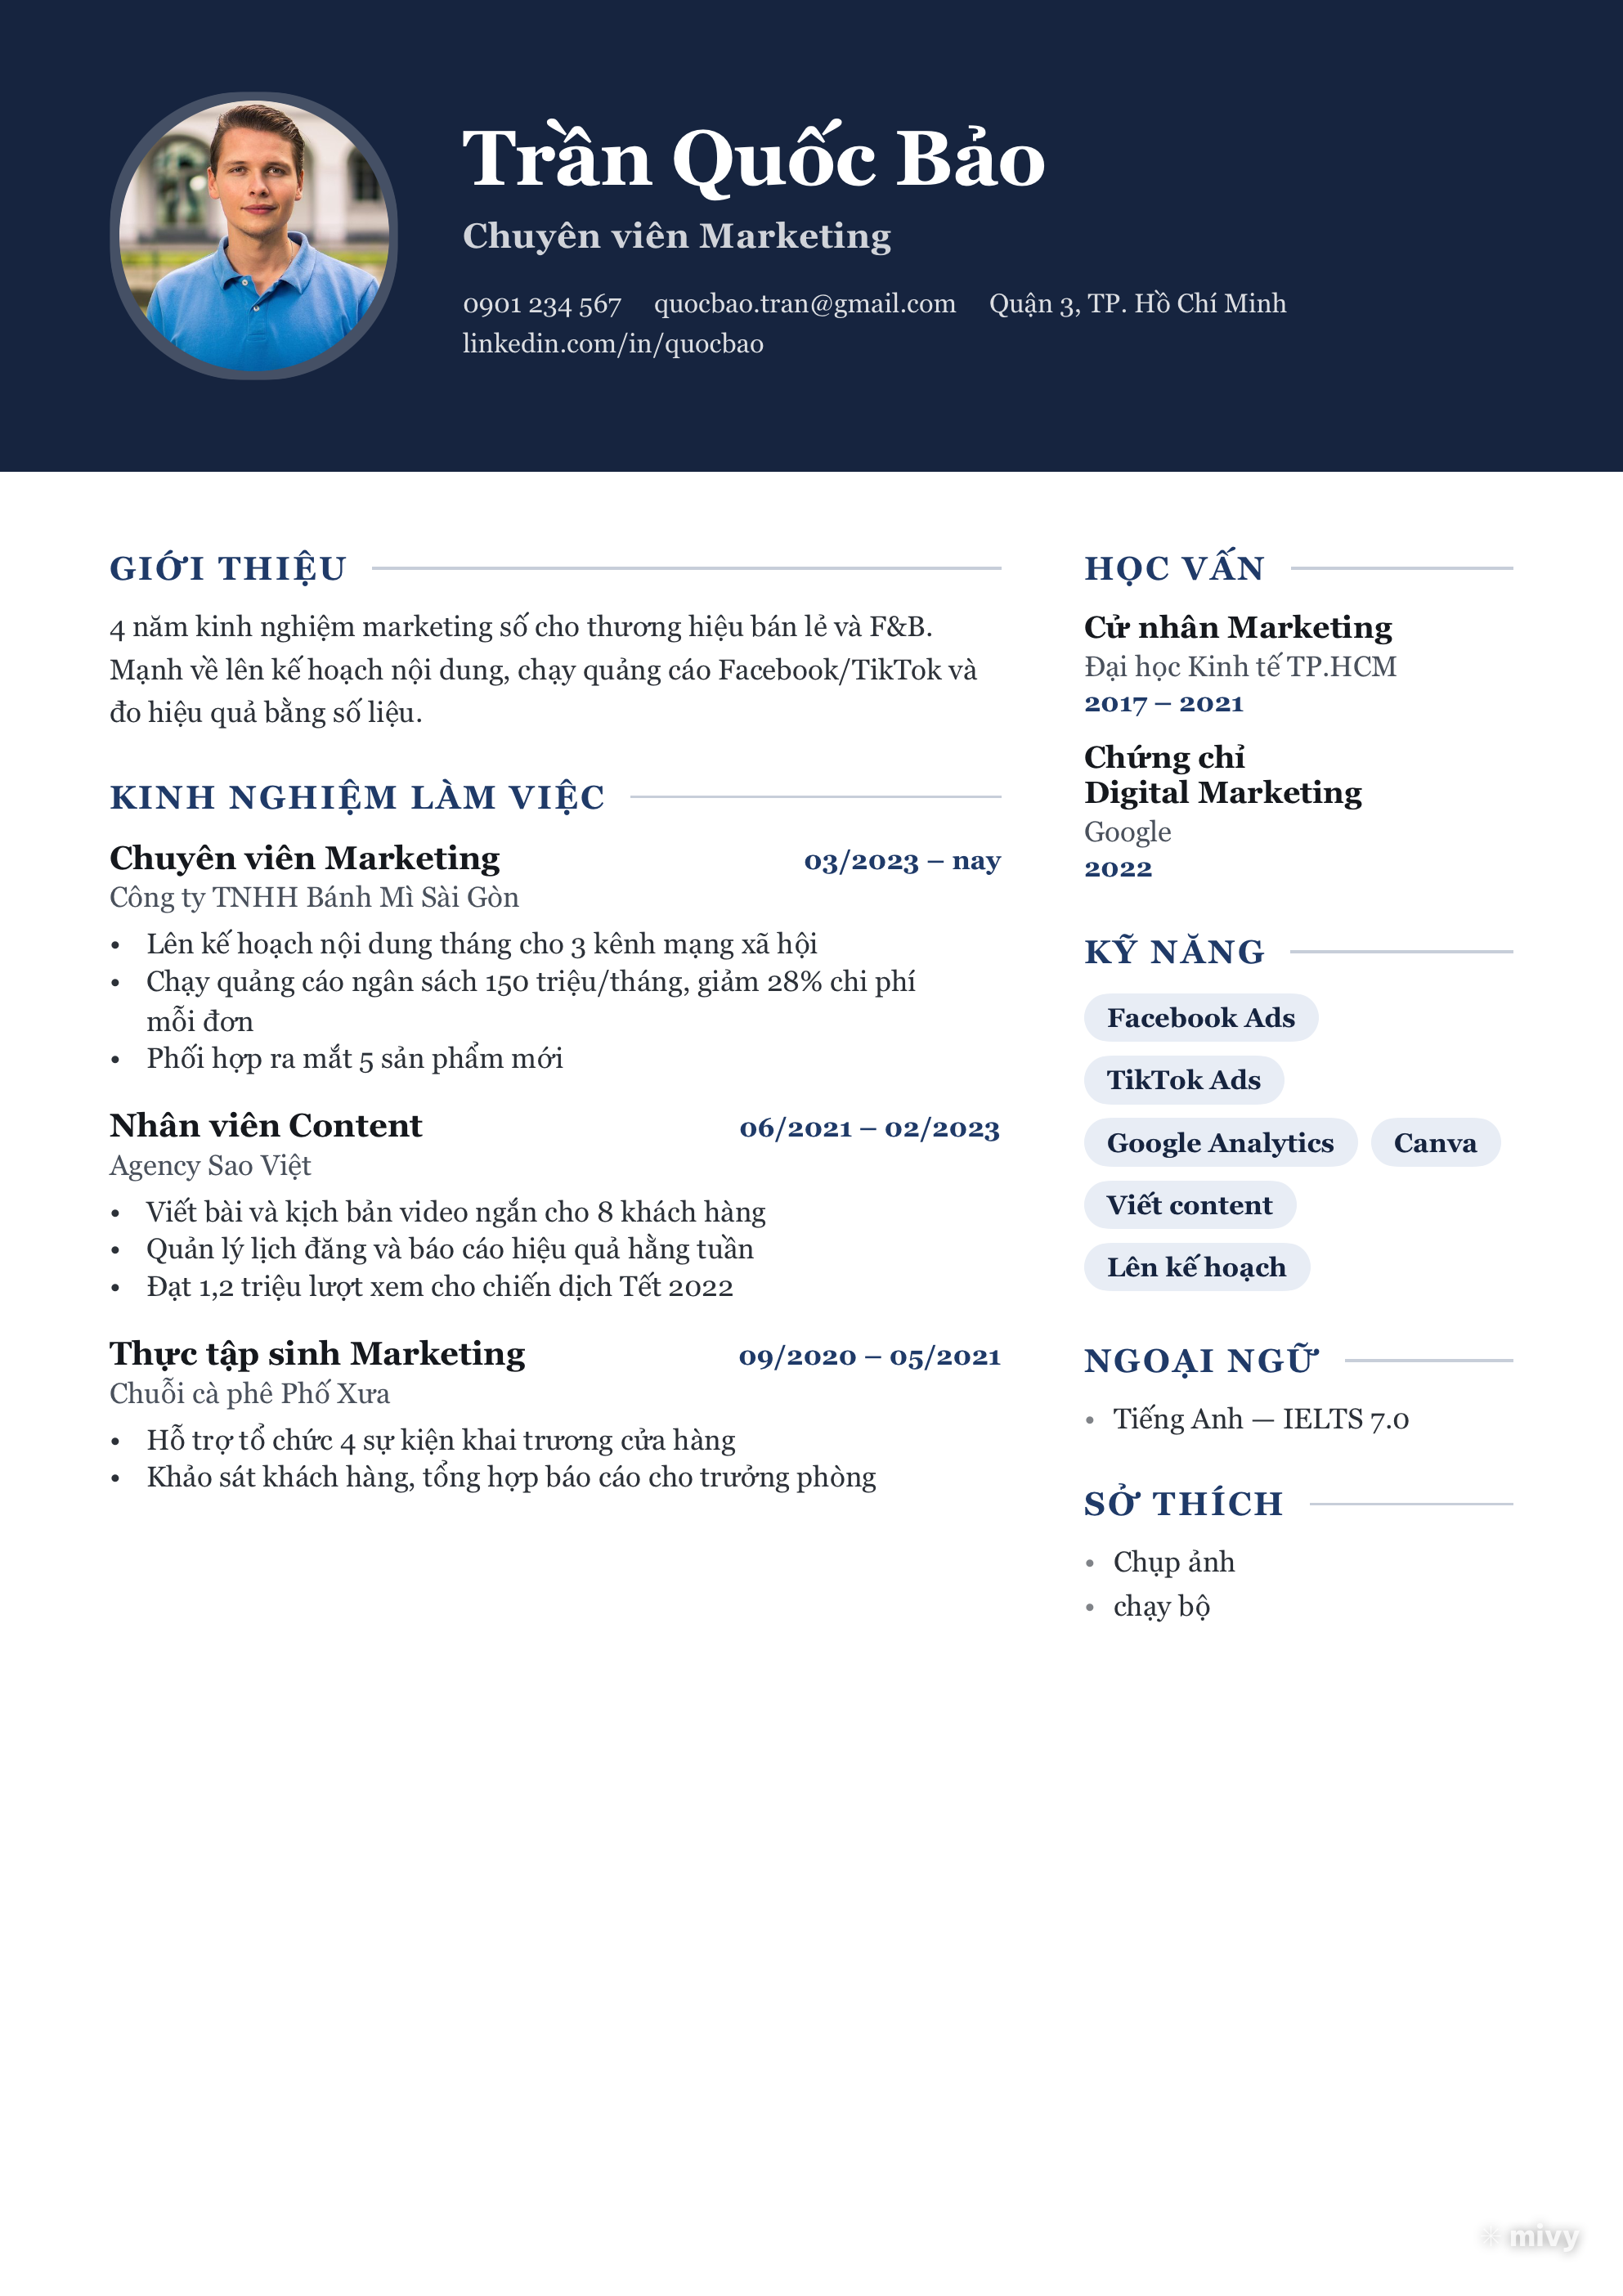 Trần Quốc Bảo
Chuyên viên Marketing
0901 234 567 quocbao.tran@gmail.com Quận 3, TP. Hồ Chí Minh
linkedin.com/in/quocbao
GIỚI THIỆU
4 năm kinh nghiệm marketing số cho thương hiệu bán lẻ và F&B.
Mạnh về lên kế hoạch nội dung, chạy quảng cáo Facebook/TikTok và
đo hiệu quả bằng số liệu.
KINH NGHIỆM LÀM VIỆC
Chuyên viên Marketing 03/2023 – nay
Công ty TNHH Bánh Mì Sài Gòn
• Lên kế hoạch nội dung tháng cho 3 kênh mạng xã hội
• Chạy quảng cáo ngân sách 150 triệu/tháng, giảm 28% chi phí
mỗi đơn
• Phối hợp ra mắt 5 sản phẩm mới
Nhân viên Content 06/2021 – 02/2023
Agency Sao Việt
• Viết bài và kịch bản video ngắn cho 8 khách hàng
• Quản lý lịch đăng và báo cáo hiệu quả hằng tuần
• Đạt 1,2 triệu lượt xem cho chiến dịch Tết 2022
Thực tập sinh Marketing 09/2020 – 05/2021
Chuỗi cà phê Phố Xưa
• Hỗ trợ tổ chức 4 sự kiện khai trương cửa hàng
• Khảo sát khách hàng, tổng hợp báo cáo cho trưởng phòng
HỌC VẤN
Cử nhân Marketing
Đại học Kinh tế TP.HCM
2017 – 2021
Chứng chỉ
Digital Marketing
Google
2022
KỸ NĂNG
Facebook Ads
TikTok Ads
Google Analytics Canva
Viết content
Lên kế hoạch
NGOẠI NGỮ
• Tiếng Anh — IELTS 7.0
SỞ THÍCH
• Chụp ảnh
• chạy bộ
mivy